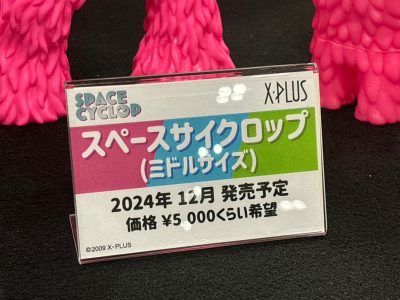 SPACE
CYCLOP
X-PLUS
スペースサイクロップ
(ミドルサイズ)
2024年 12月 発売予定
価格 ¥5 000くらい希望
©2009 X-PLUS